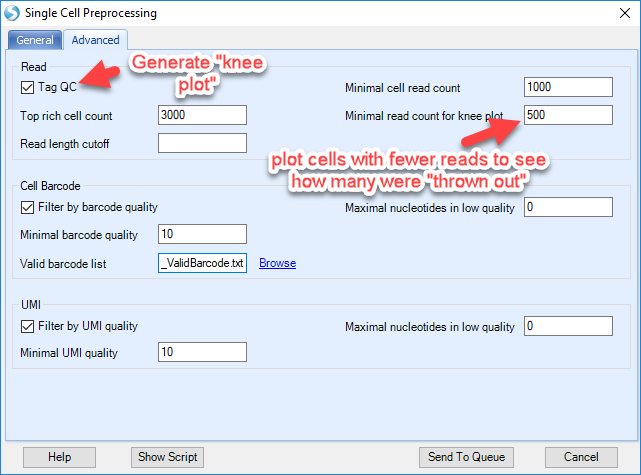 Single Cell Preprocessing
General
Advanced
Read
Tag QC
Generate "knee
plot"
Minimal cell read count
1000
Top rich cell count
3000
Minimal read count for knee plot
500
Read length cutoff
plot cells with fewer reads to see
how many were "thrown out"
Cell Barcode
Filter by barcode quality
Maximal nucleotides in low quality
0
Minimal barcode quality
10
Valid barcode list
_ValidBarcode.txt
Browse
UMI
Filter by UMI quality
Maximal nucleotides in low quality
0
Minimal UMI quality
10
Help
Show Script
Send To Queue
Cancel